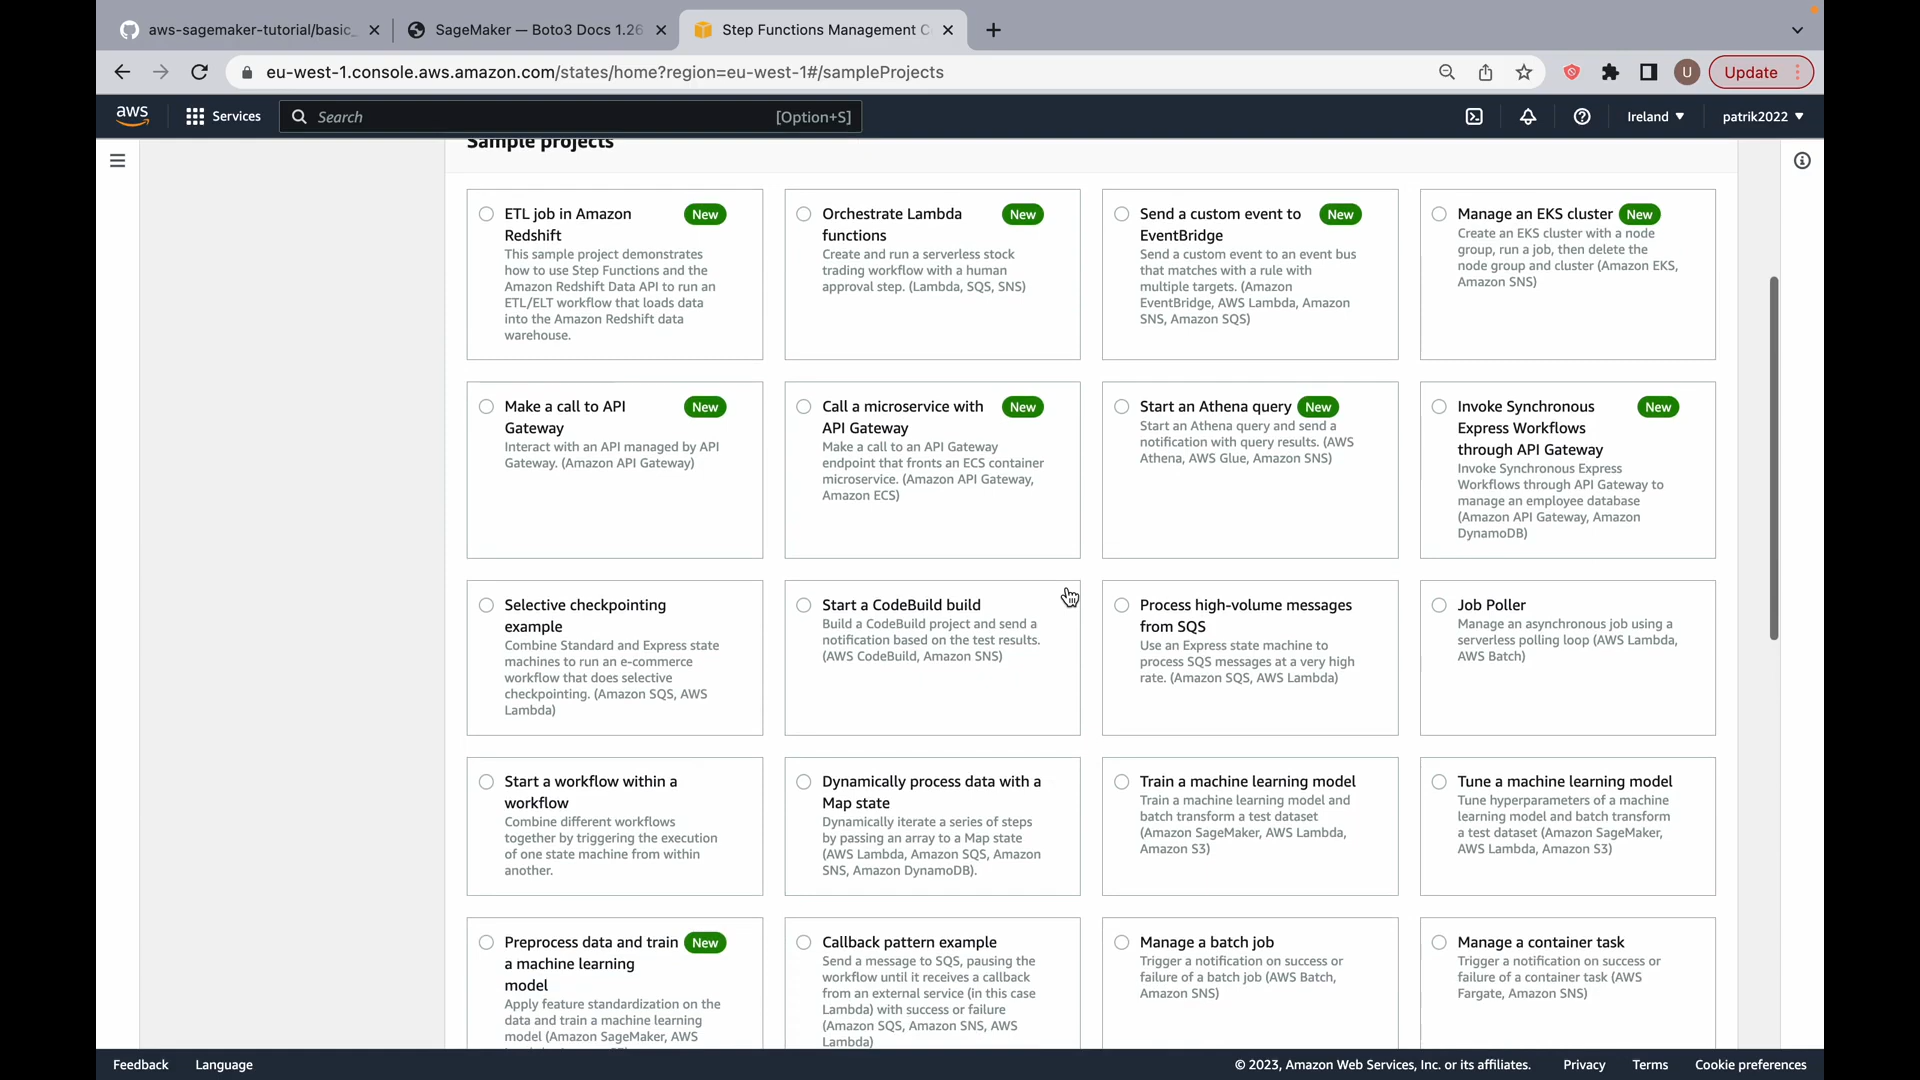 aws-sagemaker-tutorial/basic_
SageMaker — Boto3 Docs 1.26
Step Functions Management C
eu-west-1.console.aws.amazon.com/states/home?region=eu-west-1#/sampleProjects
U
Update
aws
Services
Search
[Option+S]
Ireland
patrik2022
Sample projects
ETL job in Amazon
Redshift
New
This sample project demonstrates
how to use Step Functions and the
Amazon Redshift Data API to run an
ETL/ELT workflow that loads data
into the Amazon Redshift data
warehouse.
Orchestrate Lambda
functions
New
Create and run a serverless stock
trading workflow with a human
approval step. (Lambda, SQS, SNS)
Send a custom event to
EventBridge
New
Send a custom event to an event bus
that matches with a rule with
multiple targets. (Amazon
EventBridge, AWS Lambda, Amazon
SNS, Amazon SQS)
Manage an EKS cluster New
Create an EKS cluster with a node
group, run a job, then delete the
node group and cluster (Amazon EKS,
Amazon SNS)
Make a call to API
Gateway
New
Interact with an API managed by API
Gateway. (Amazon API Gateway)
Call a microservice with
API Gateway
New
Make a call to an API Gateway
endpoint that fronts an ECS container
microservice. (Amazon API Gateway,
Amazon ECS)
Start an Athena query New
Start an Athena query and send a
notification with query results. (AWS
Athena, AWS Glue, Amazon SNS)
Invoke Synchronous
Express Workflows
through API Gateway
New
Invoke Synchronous Express
Workflows through API Gateway to
manage an employee database
(Amazon API Gateway, Amazon
DynamoDB)
Selective checkpointing
example
Combine Standard and Express state
machines to run an e-commerce
workflow that does selective
checkpointing. (Amazon SQS, AWS
Lambda)
Start a CodeBuild build
Build a CodeBuild project and send a
notification based on the test results.
(AWS CodeBuild, Amazon SNS)
Process high-volume messages
from SQS
Use an Express state machine to
process SQS messages at a very high
rate. (Amazon SQS, AWS Lambda)
Job Poller
Manage an asynchronous job using a
serverless polling loop (AWS Lambda,
AWS Batch)
Start a workflow within a
workflow
Combine different workflows
together by triggering the execution
of one state machine from within
another.
Dynamically process data with a
Map state
Dynamically iterate a series of steps
by passing an array to a Map state
(AWS Lambda, Amazon SQS, Amazon
SNS, Amazon DynamoDB).
Train a machine learning model
Train a machine learning model and
batch transform a test dataset
(Amazon SageMaker, AWS Lambda,
Amazon S3)
Tune a machine learning model
Tune hyperparameters of a machine
learning model and batch transform
a test dataset (Amazon SageMaker,
AWS Lambda, Amazon S3)
Preprocess data and train
a machine learning
model
New
Apply feature standardization on the
data and train a machine learning
model (Amazon SageMaker, AWS
Callback pattern example
Send a message to SQS, pausing the
workflow until it receives a callback
from an external service (in this case
Lambda) with success or failure
(Amazon SQS, Amazon SNS, AWS
Lambda)
Manage a batch job
Trigger a notification on success or
failure of a batch job (AWS Batch,
Amazon SNS)
Manage a container task
Trigger a notification on success or
failure of a container task (AWS
Fargate, Amazon SNS)
Feedback
Language
© 2023, Amazon Web Services, Inc. or its affiliates.
Privacy
Terms
Cookie preferences